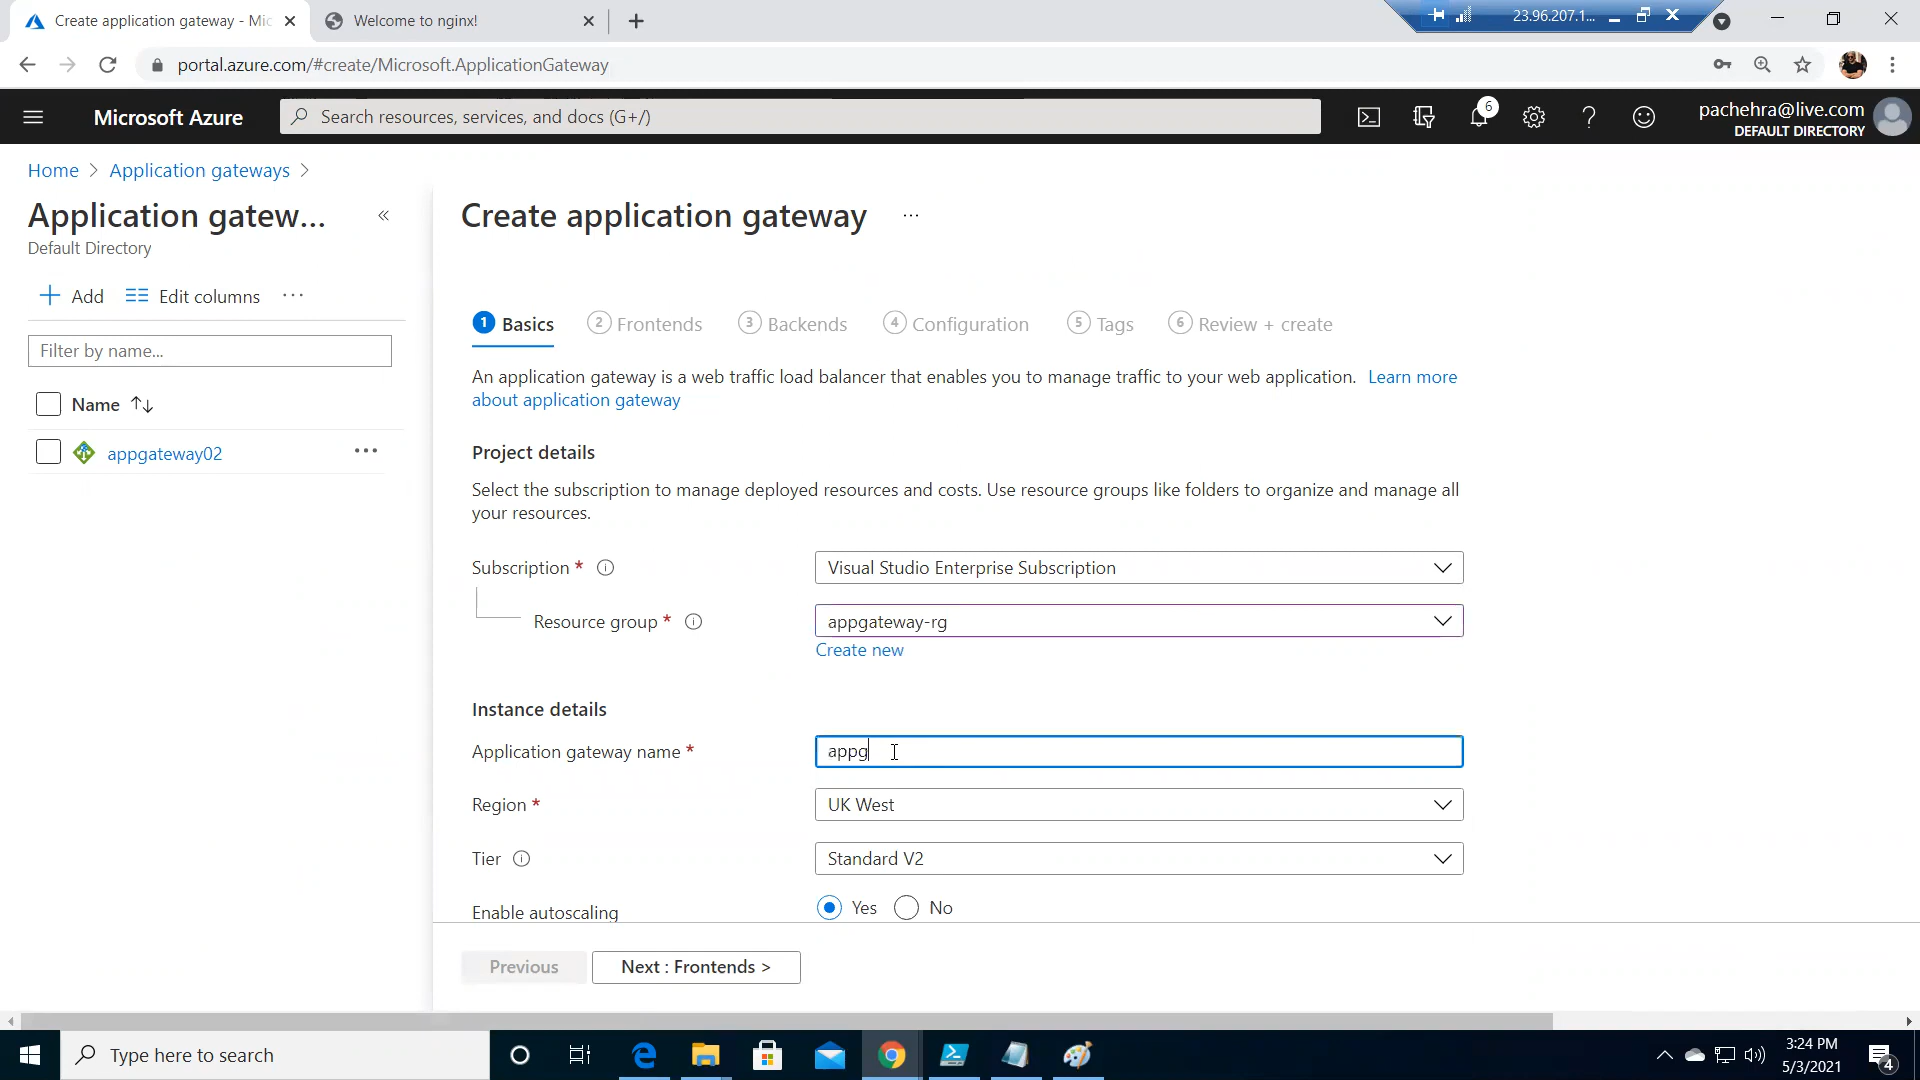 Create application gateway - Mic
Welcome to nginx!
23.96.207.1...
portal.azure.com/#create/Microsoft.ApplicationGateway
Microsoft Azure
Search resources, services, and docs (G+/)
6
pachehra@live.com
DEFAULT DIRECTORY
Home > Application gateways >
Application gatew...
Default Directory
Add
Edit columns
Filter by name...
Name
appgateway02
Create application gateway
1 Basics
2 Frontends
3 Backends
4 Configuration
5 Tags
6 Review + create
An application gateway is a web traffic load balancer that enables you to manage traffic to your web application. Learn more
about application gateway
Project details
Select the subscription to manage deployed resources and costs. Use resource groups like folders to organize and manage all
your resources.
Subscription *
Visual Studio Enterprise Subscription
Resource group *
appgateway-rg
Create new
Instance details
Application gateway name *
appg
Region *
UK West
Tier
Standard V2
Enable autoscaling
Yes
No
Previous
Next : Frontends >
Type here to search
3:24 PM
5/3/2021
4